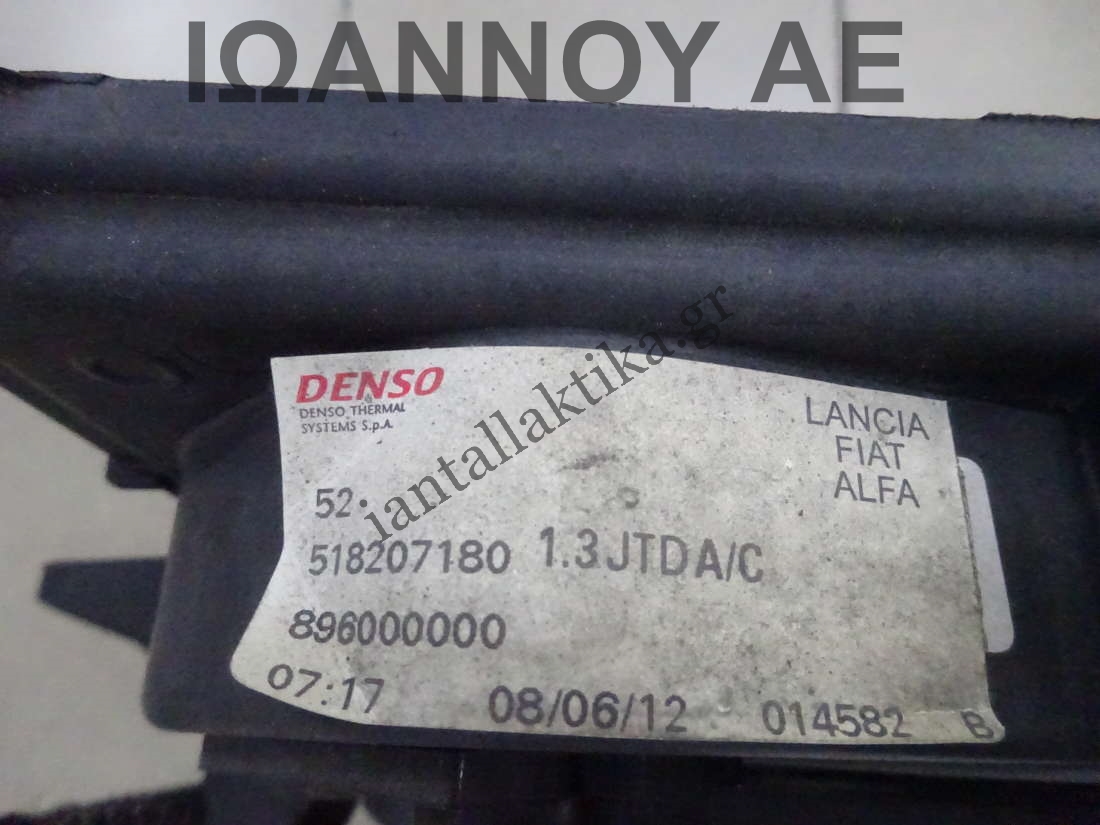 ΙΩΑΝΝΟΥ ΑΕ
iantallaktika.gr
DENSO
DENSO THERMAL
SYSTEMS S.p.A.
LANCIA
FIAT
ALFA
52.
518207180 1.3JTDA/C
896000000
07:17 08/06/12 014582 B